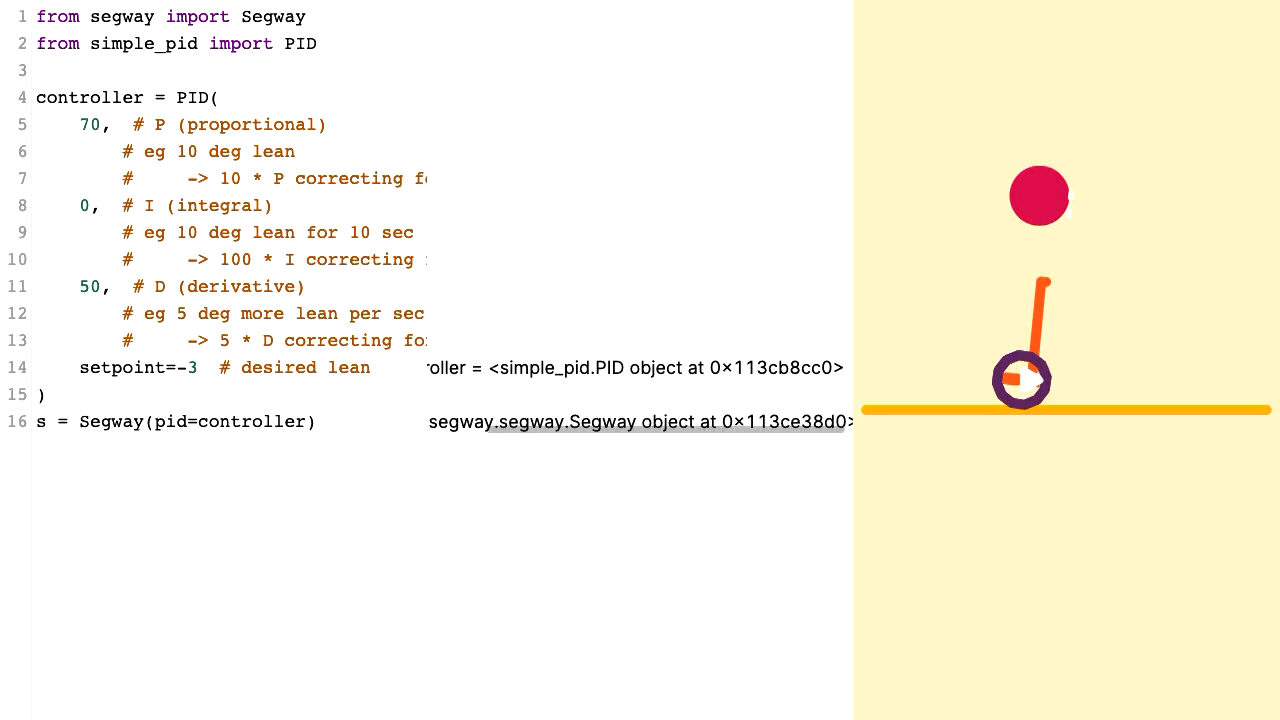 1 from segway import Segway
2 from simple_pid import PID
3
4 controller = PID(
5 70, # P (proportional)
6 # eg 10 deg lean
7 # -> 10 * P correcting
8 0, # I (integral)
9 # eg 10 deg lean for 10 sec
10 # -> 100 * I correcting
11 50, # D (derivative)
12 # eg 5 deg more lean per sec
13 # -> 5 * D correcting
14 setpoint=-3 # desired lean
roller = <simple_pid.PID object at 0x113cb8cc0>
15 )
16 s = Segway(pid=controller)
segway.segway.Segway object at 0x113ce38d0>